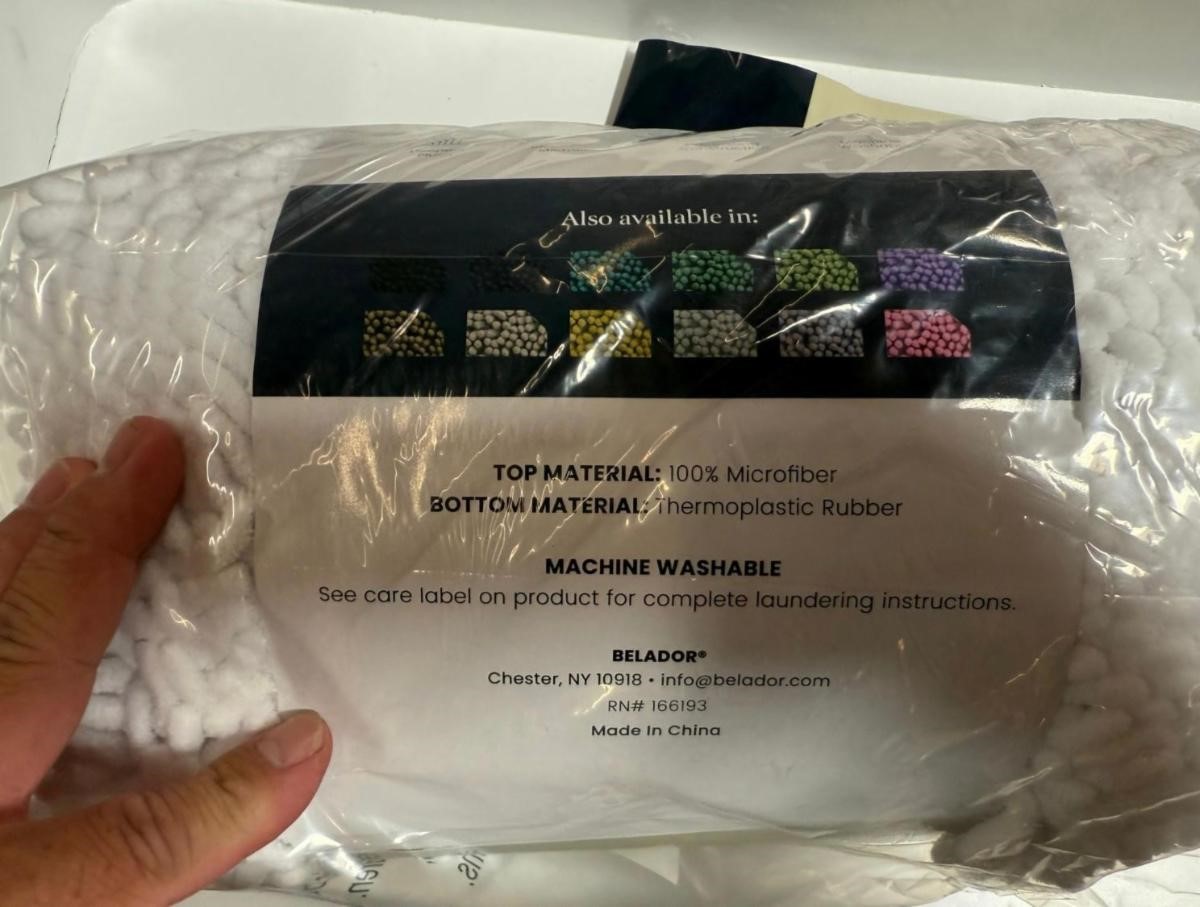 Also available in:
TOP MATERIAL: 100% Microfiber
BOTTOM MATERIAL: Thermoplastic Rubber
MACHINE WASHABLE
See care label on product for complete laundering instructions.
BELADOR®
Chester, NY 10918 • info@belador.com
RN# 166193
Made In China